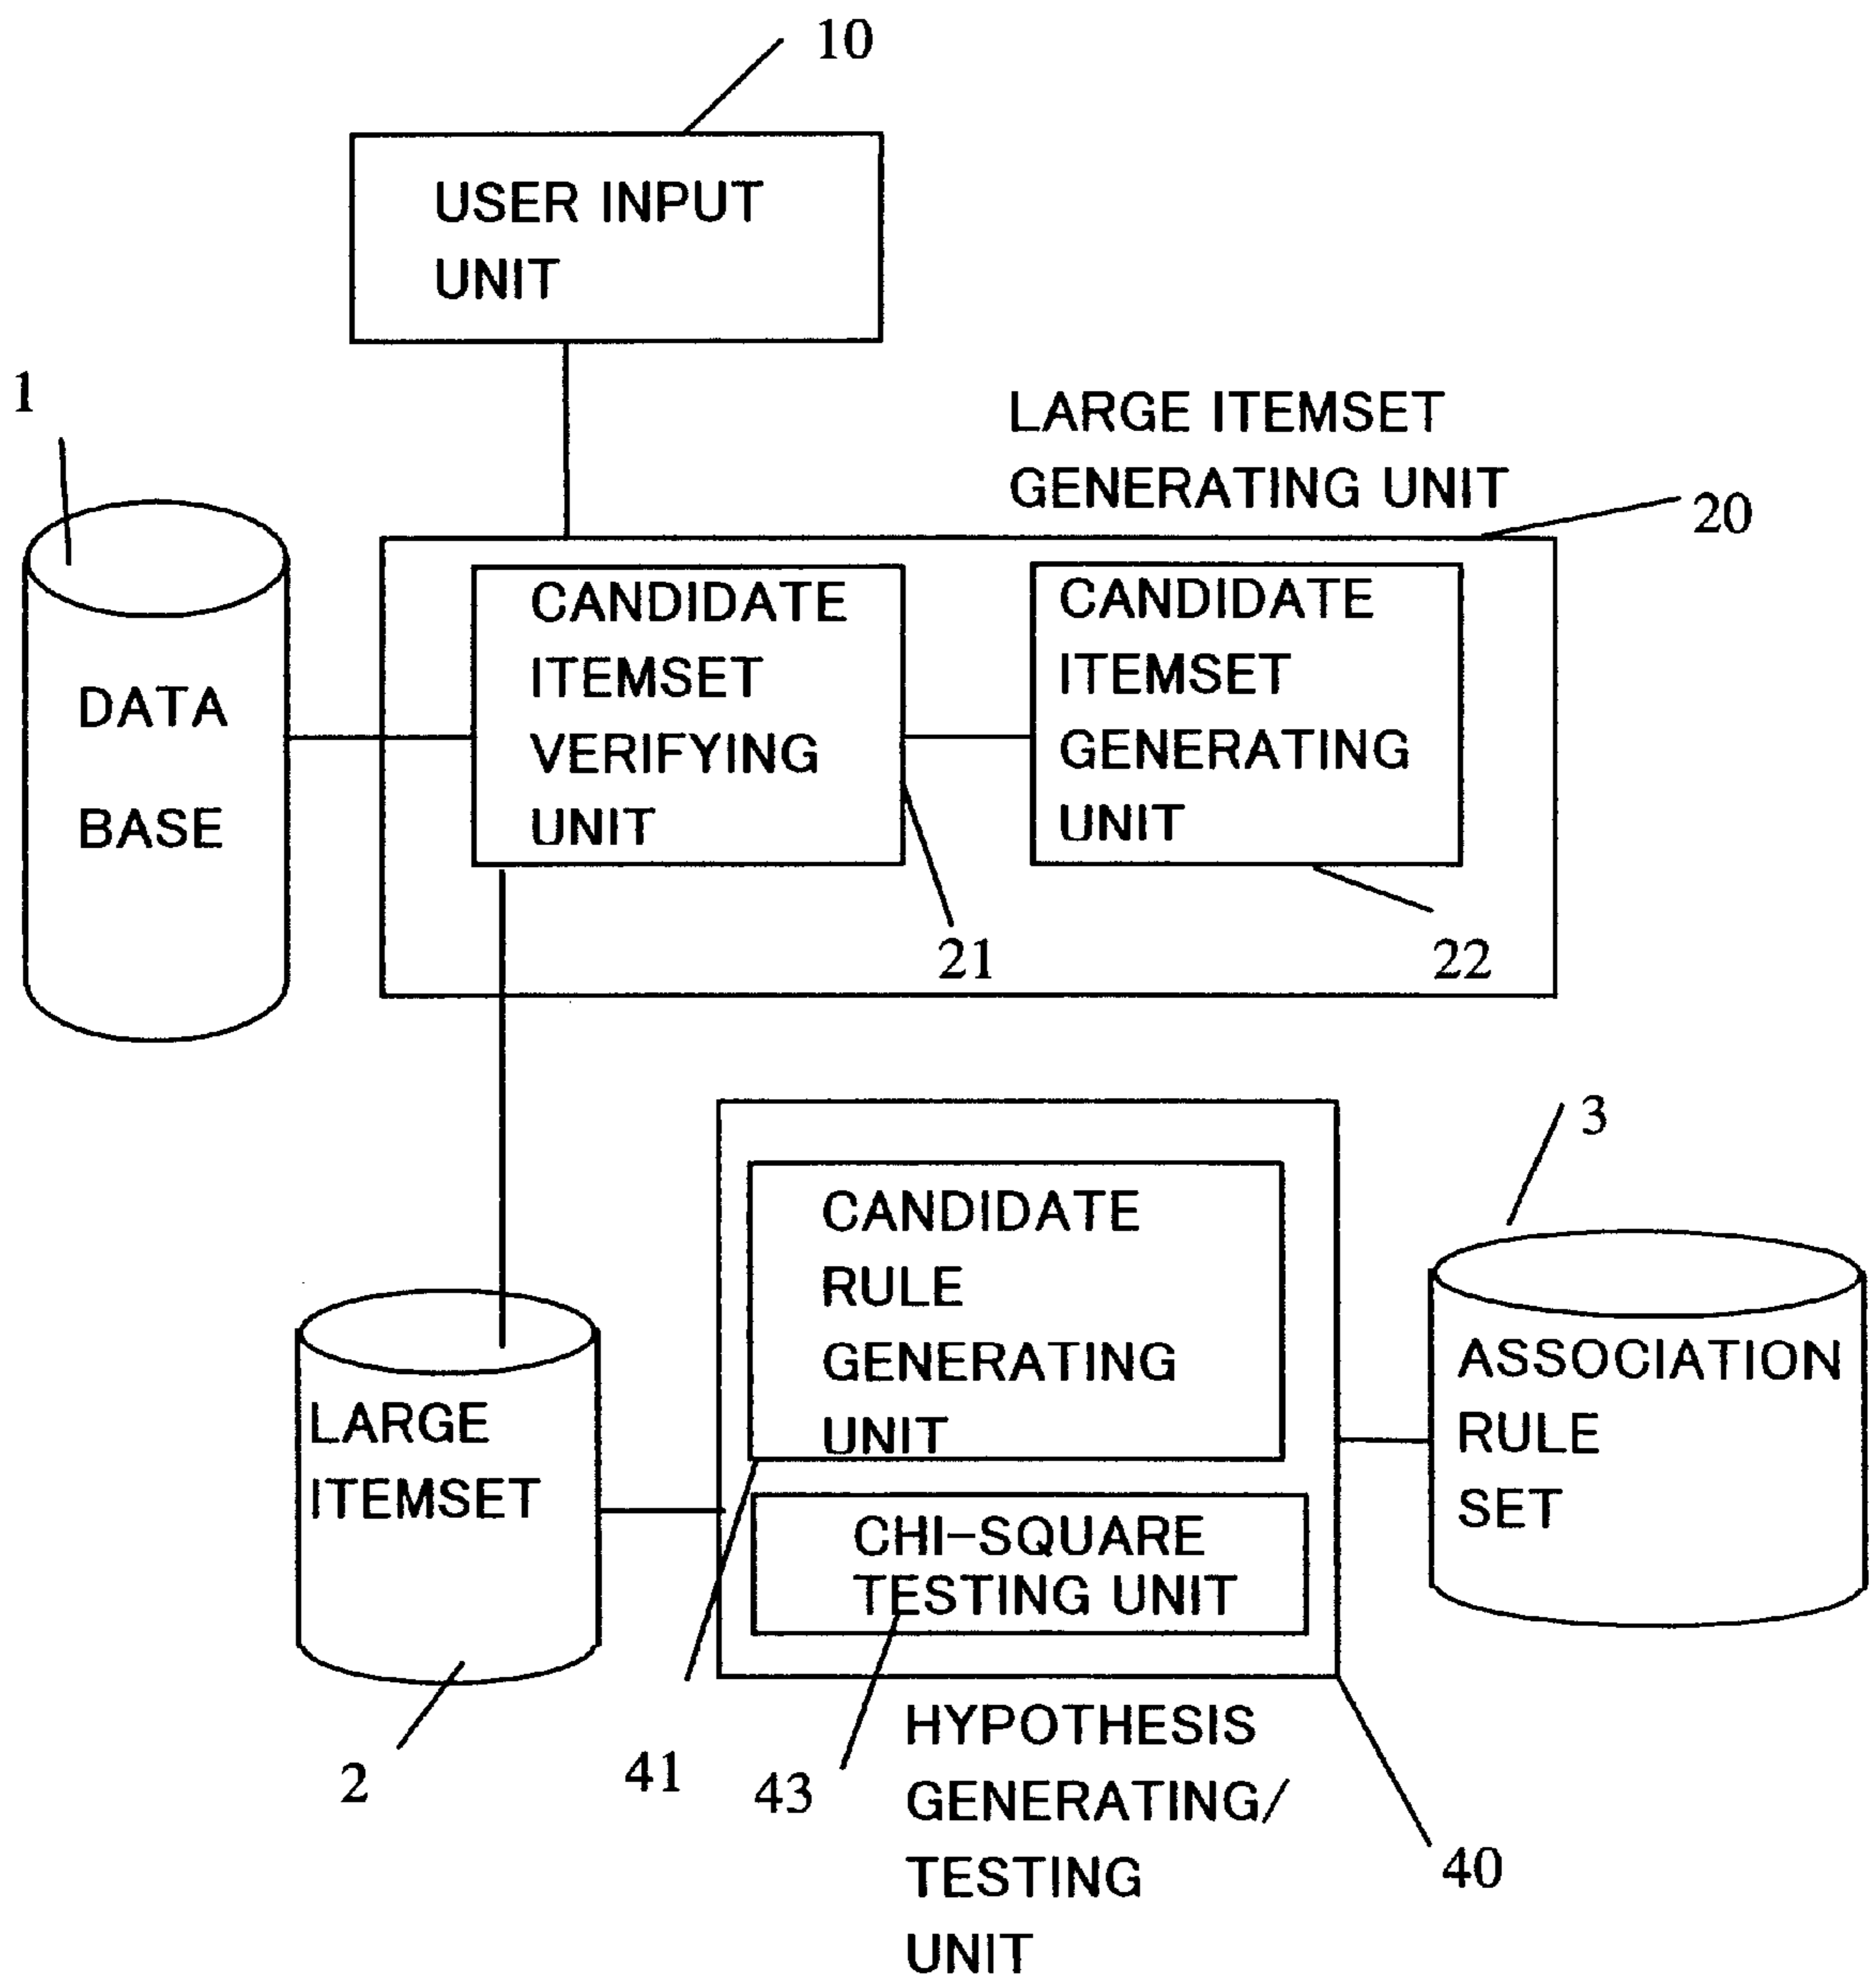 10
USER INPUT
UNIT
1
LARGE ITEMSET
GENERATING UNIT
20
DATA
BASE
CANDIDATE
ITEMSET
VERIFYING
UNIT
CANDIDATE
ITEMSET
GENERATING
UNIT
21
22
3
CANDIDATE
RULE
GENERATING
UNIT
LARGE
ITEMSET
ASSOCIATION
RULE
SET
CHI-SQUARE
TESTING UNIT
2
41
43
HYPOTHESIS
GENERATING/
TESTING
UNIT
40